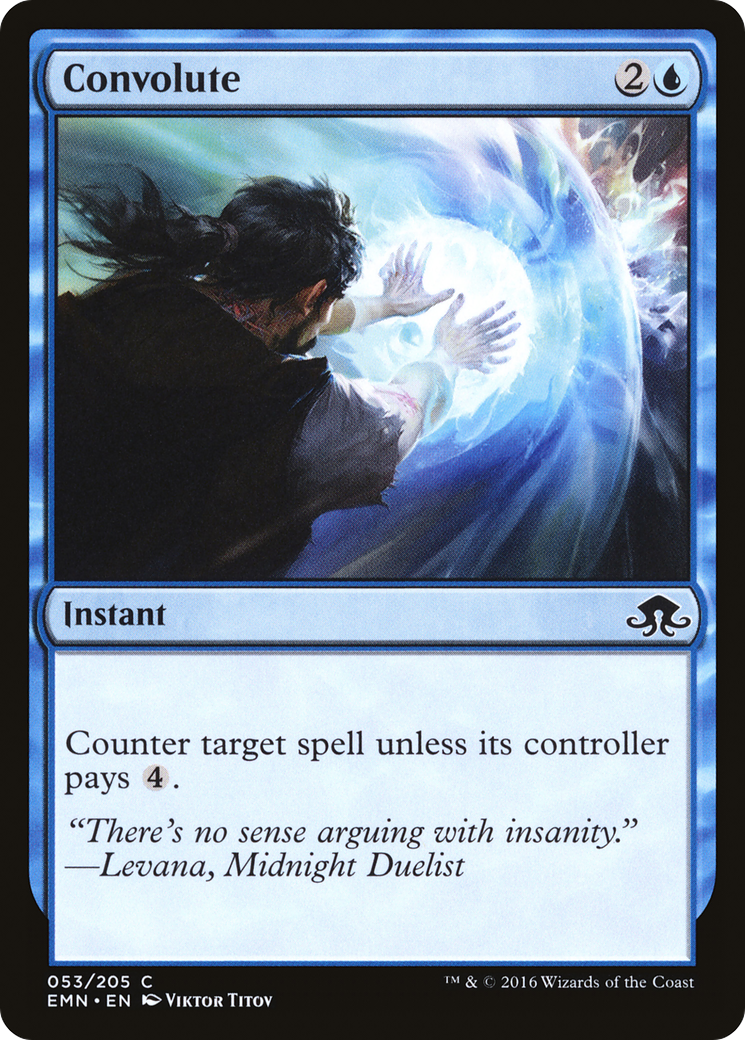 Convolute 2
Instant
Counter target spell unless its controller
pays 4.
“There’s no sense arguing with insanity.”
—Levana, Midnight Duelist
053/205 C
EMN • EN Viktor Titov
™ & © 2016 Wizards of the Coast